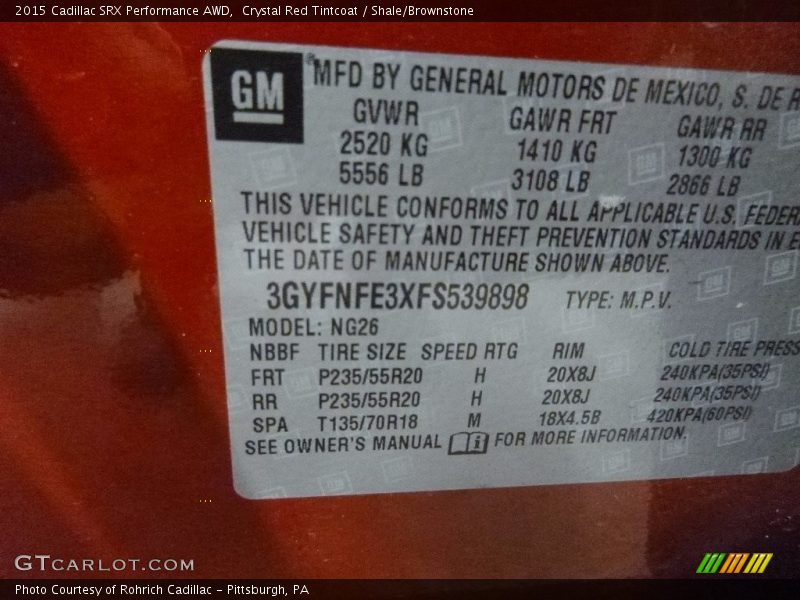 2015 Cadillac SRX Performance AWD, Crystal Red Tintcoat / Shale/Brownstone
GM ® MFD BY GENERAL MOTORS DE MEXICO, S. DE R
GVWR GAWR FRT GAWR RR
2520 KG 1410 KG 1300 KG
5556 LB 3108 LB 2866 LB
THIS VEHICLE CONFORMS TO ALL APPLICABLE U.S. FEDER
VEHICLE SAFETY AND THEFT PREVENTION STANDARDS IN E
THE DATE OF MANUFACTURE SHOWN ABOVE.
3GYFNFE3XFS539898 TYPE: M.P.V.
MODEL: NG26
NBBF TIRE SIZE SPEED RTG RIM COLD TIRE PRESS
FRT P235/55R20 H 20X8J 240KPA(35PSI)
RR P235/55R20 H 20X8J 240KPA(35PSI)
SPA T135/70R18 M 18X4.5B 420KPA(60PSI)
SEE OWNER'S MANUAL i FOR MORE INFORMATION.
GTCARLOT.COM
Photo Courtesy of Rohrich Cadillac - Pittsburgh, PA